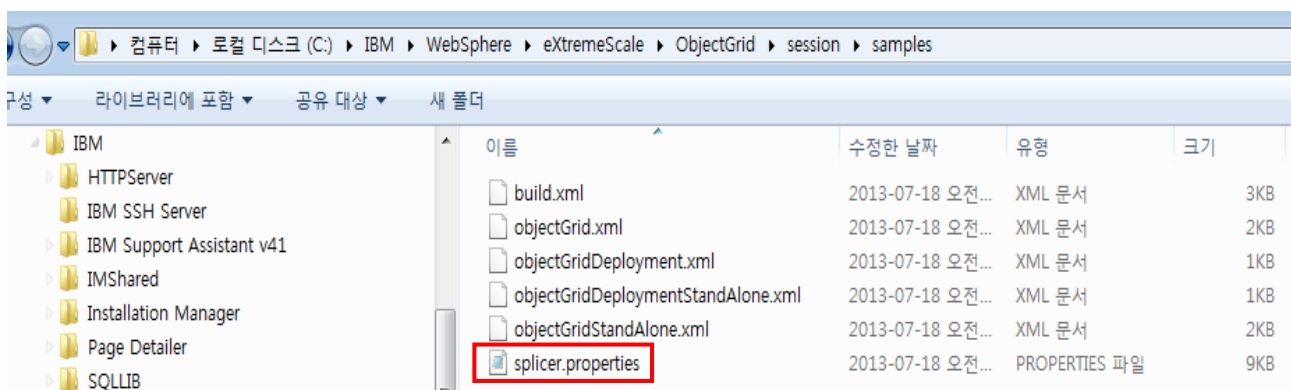 컴퓨터 ▸ 로컬 디스크 (C:) ▸ IBM ▸ WebSphere ▸ eXtremeScale ▸ ObjectGrid ▸ session ▸ samples
구성 ▾ 라이브러리에 포함 ▾ 공유 대상 ▾ 새 폴더
IBM
HTTPServer
IBM SSH Server
IBM Support Assistant v41
IMShared
Installation Manager
Page Detailer
SQLLIB
이름 수정한 날짜 유형 크기
build.xml 2013-07-18 오전... XML 문서 3KB
objectGrid.xml 2013-07-18 오전... XML 문서 2KB
objectGridDeployment.xml 2013-07-18 오전... XML 문서 1KB
objectGridDeploymentStandAlone.xml 2013-07-18 오전... XML 문서 1KB
objectGridStandAlone.xml 2013-07-18 오전... XML 문서 2KB
splicer.properties 2013-07-18 오전... PROPERTIES 파일 9KB